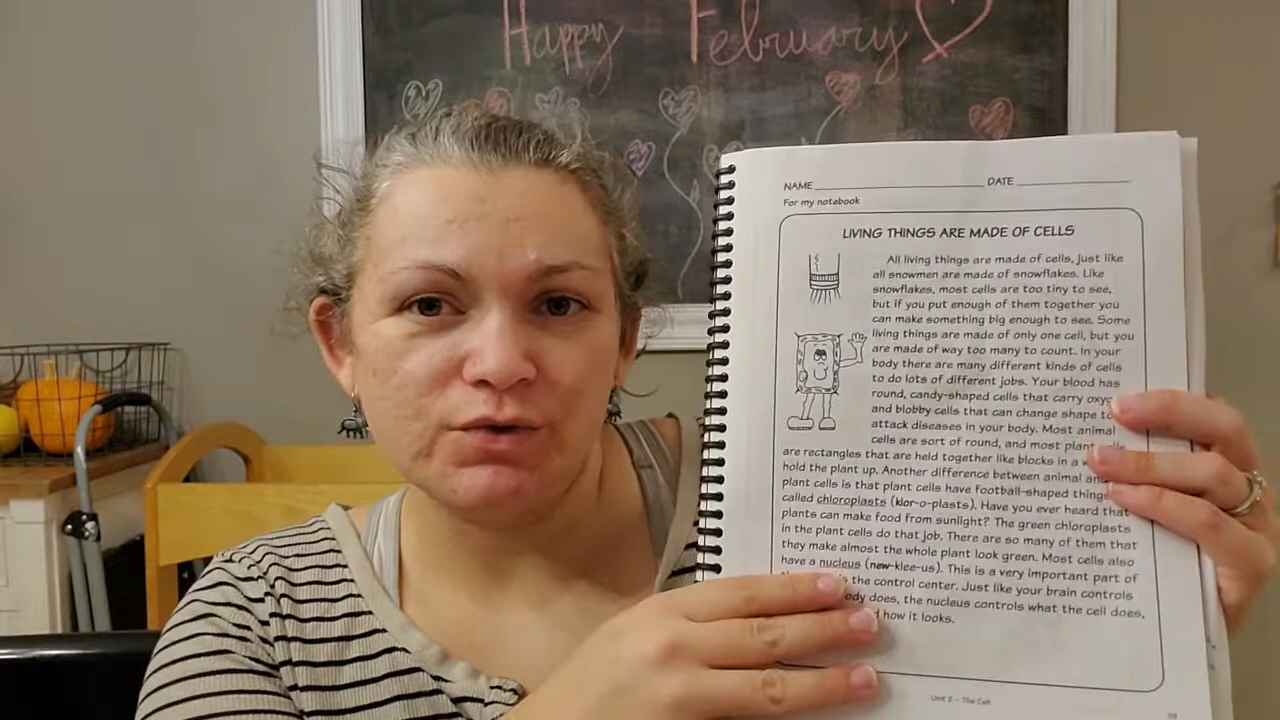 Happy February
NAME DATE
For my notebook
LIVING THINGS ARE MADE OF CELLS
All living things are made of cells, just like
all snowmen are made of snowflakes. Like
snowflakes, most cells are too tiny to see,
but if you put enough of them together you
can make something big enough to see. Some
living things are made of only one cell, but you
are made of way too many to count. In your
body there are many different kinds of cells
to do lots of different jobs. Your blood has
round, candy-shaped cells that carry
and blobby cells that can change shape to
attack diseases in your body. Most animal
cells are sort of round, and most plant
are rectangles that are held together like blocks in a
hold the plant up. Another difference between animal
plant cells is that plant cells have football-shaped things
called chloroplasts (klor-o-plasts). Have you ever heard that
plants can make food from sunlight? The green chloroplasts
in the plant cells do that job. There are so many of them that
they make almost the whole plant look green. Most cells also
have a nucleus (new-klee-us). This is a very important part of
is the control center. Just like your brain controls
does, the nucleus controls what the cell does,
how it looks.
Unit 2 – The Cell